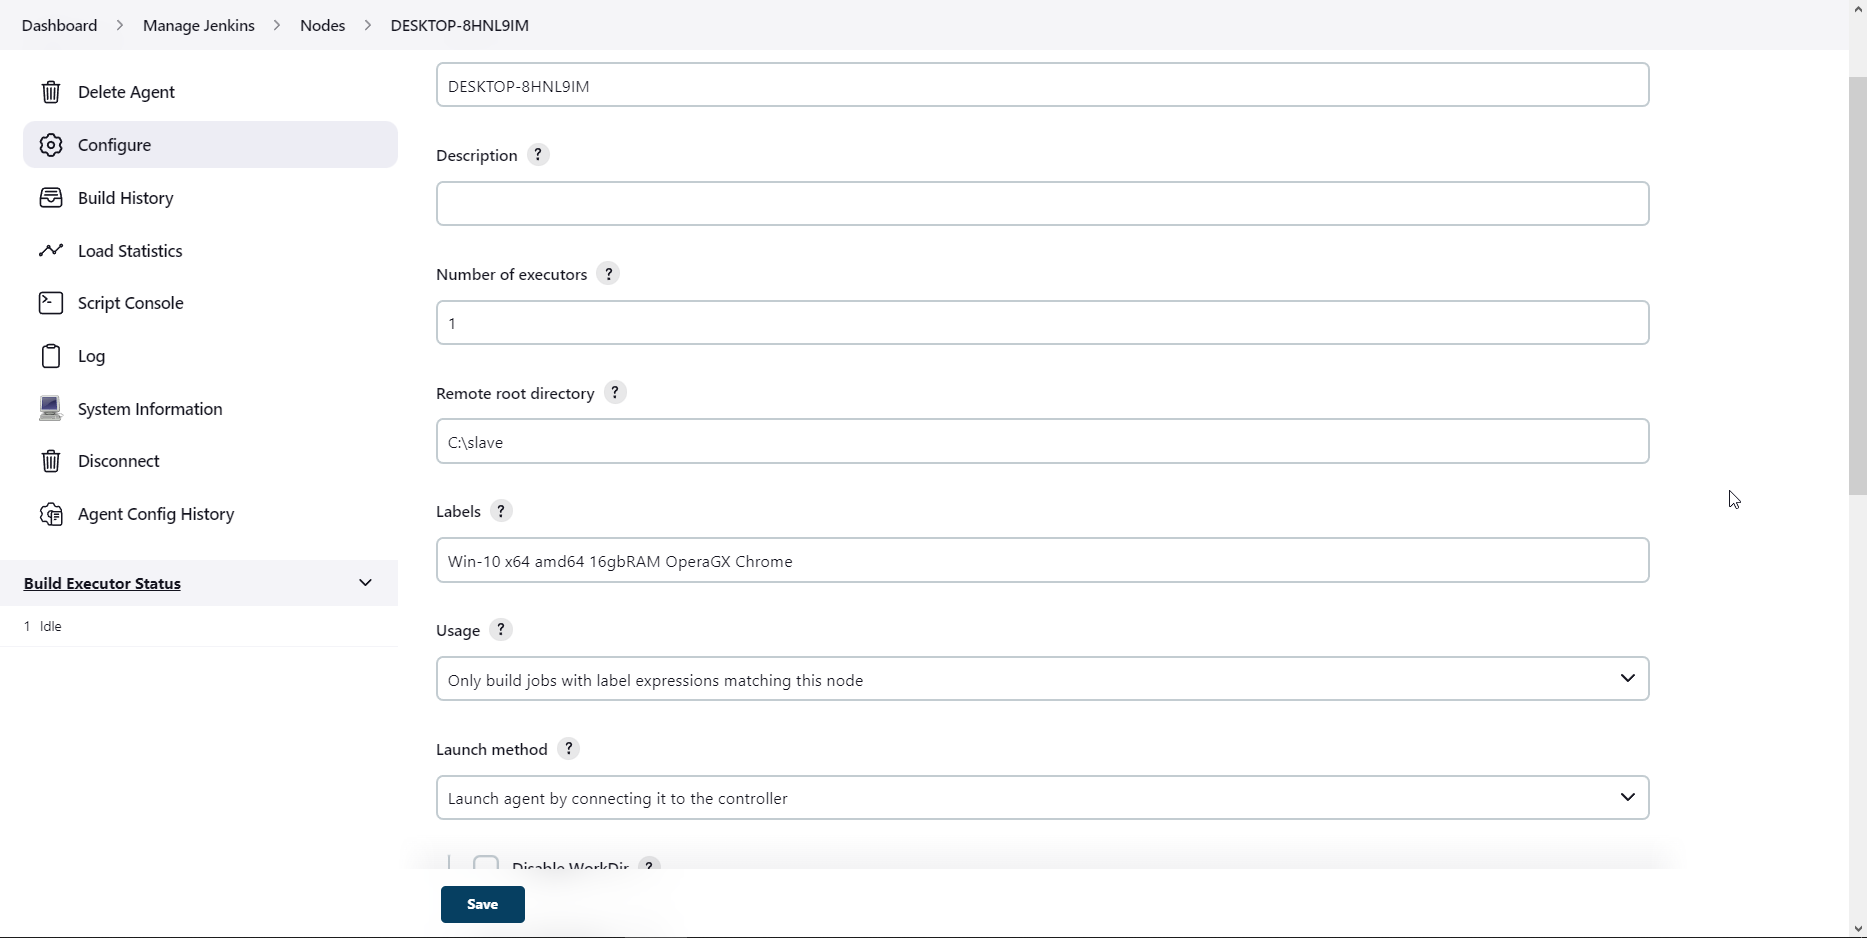 Dashboard > Manage Jenkins > Nodes > DESKTOP-8HNL9IM
Delete Agent
Configure
Build History
Load Statistics
Script Console
Log
System Information
Disconnect
Agent Config History
Build Executor Status
1 Idle
DESKTOP-8HNL9IM
Description ?
Number of executors ?
1
Remote root directory ?
C:\slave
Labels ?
Win-10 x64 amd64 16gbRAM OperaGX Chrome
Usage ?
Only build jobs with label expressions matching this node
Launch method ?
Launch agent by connecting it to the controller
Disable WorkDir ?
Save